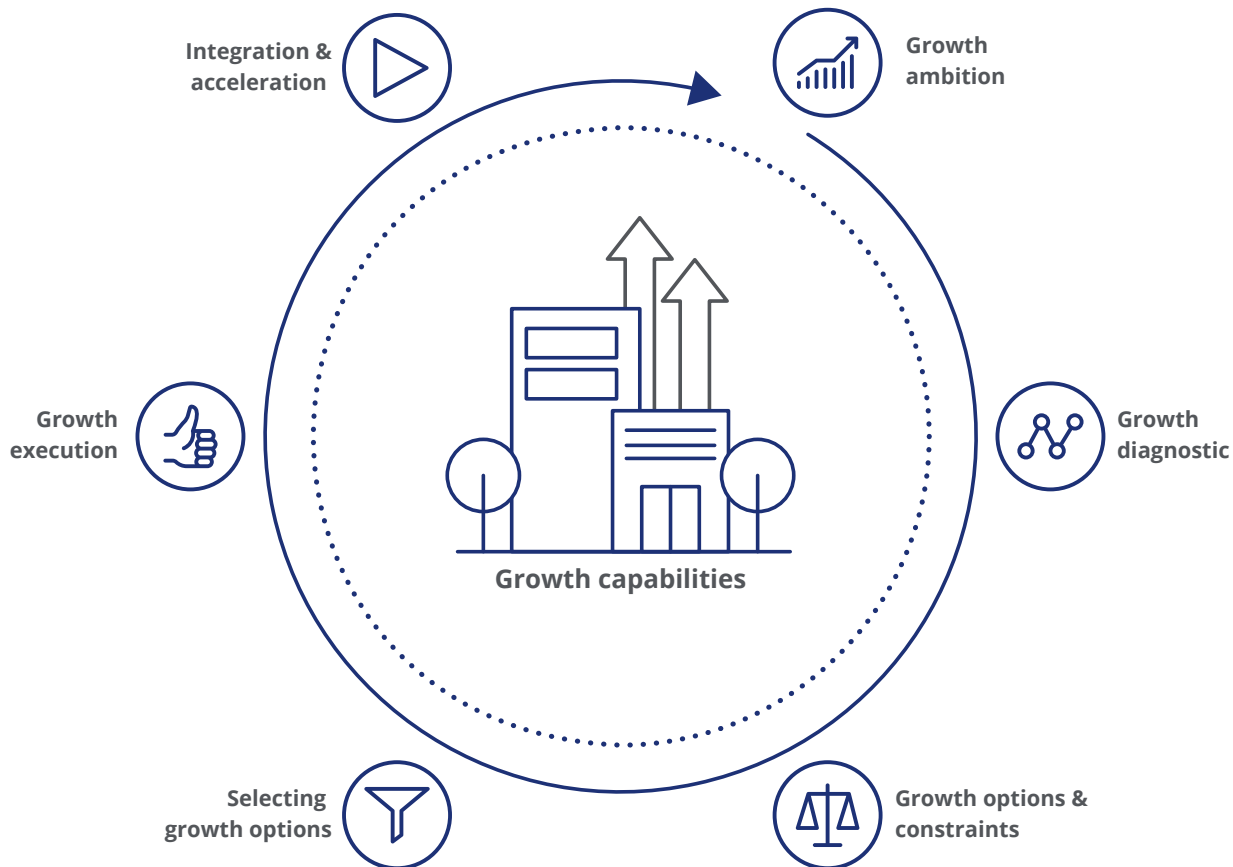 Integration &
acceleration
Growth
ambition
Growth
execution
Growth
diagnostic
Growth capabilities
Selecting
growth options
Growth options &
constraints